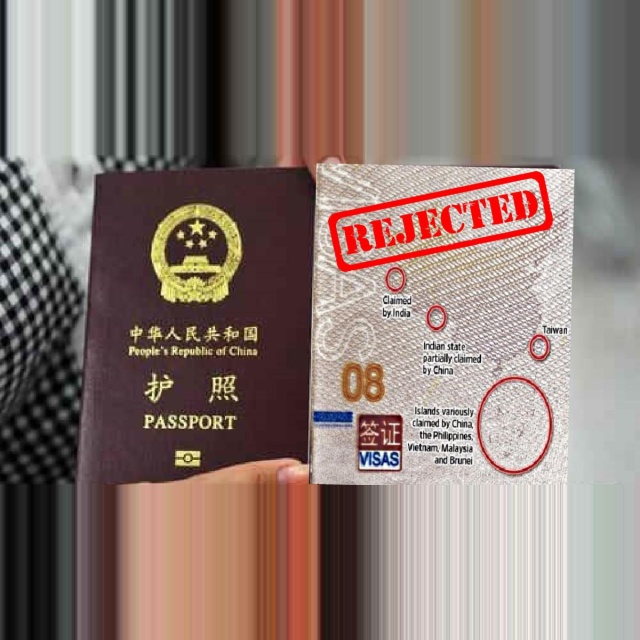 中华人民共和国
People's Republic of China
护 照
PASSPORT
REJECTED
Claimed
by India
Indian state
partially claimed
by China
Taiwan
08
签证
VISAS
Islands variously
claimed by China,
the Philippines,
Vietnam, Malaysia
and Brunei